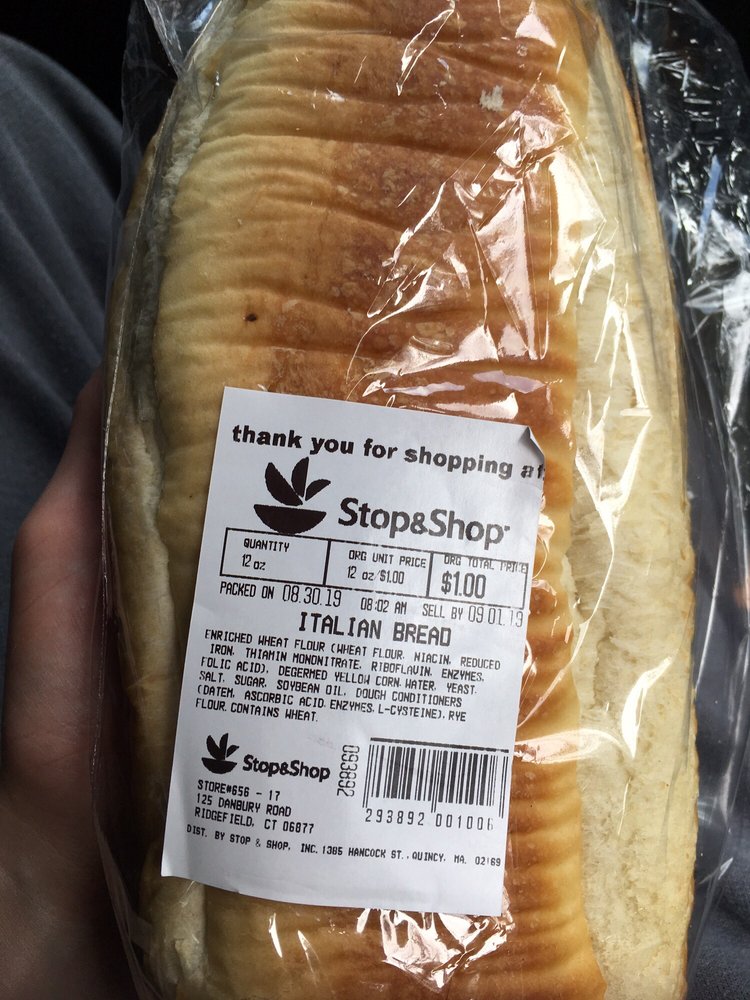 thank you for shopping at
Stop&Shop
QUANTITY
12 oz
ORG UNIT PRICE
12 oz/$1.00
ORG TOTAL PRICE
$1.00
PACKED ON 08.30.19 08:02 AM SELL BY 09.01.19
ITALIAN BREAD
ENRICHED WHEAT FLOUR (WHEAT FLOUR, NIACIN, REDUCED
IRON, THIAMIN MONONITRATE, RIBOFLAVIN, ENZYMES,
FOLIC ACID), DEGERMED YELLOW CORN, WATER, YEAST,
SALT, SUGAR, SOYBEAN OIL, DOUGH CONDITIONERS
(DATEM, ASCORBIC ACID, ENZYMES, L-CYSTEINE), RYE
FLOUR. CONTAINS WHEAT.
Stop&Shop
093892
STORE#656 - 17
125 DANBURY ROAD
RIDGEFIELD, CT 06877
293892 001006
DIST. BY STOP & SHOP, INC. 1385 HANCOCK ST., QUINCY, MA. 02169